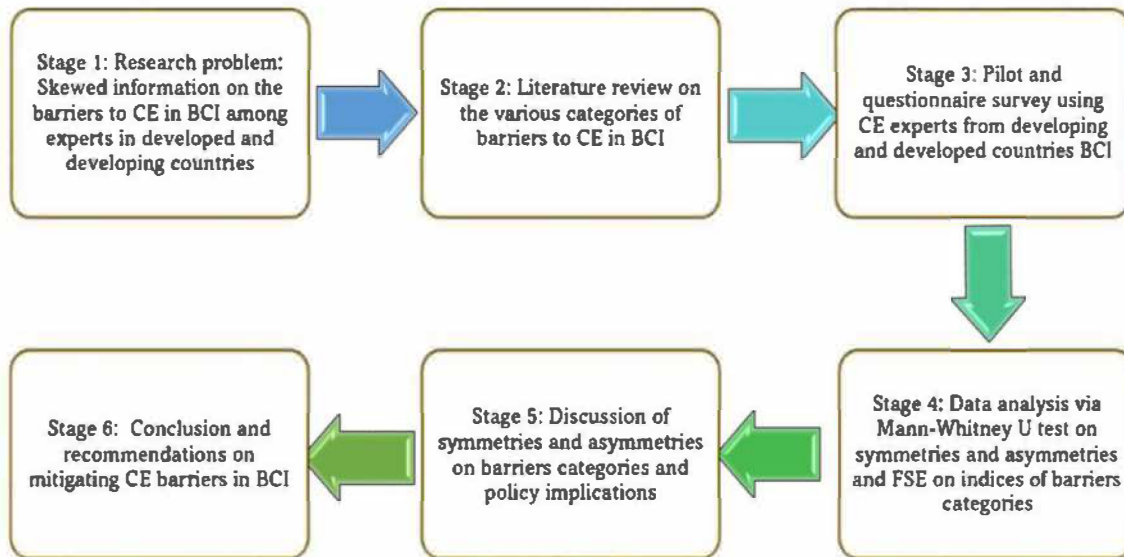 Stage 1: Research problem:
Skewed information on the
barriers to CE in BCI among
experts in developed and
developing countries
Stage 2: Literature review on
the various categories of
barriers to CE in BCI
Stage 3: Pilot and
questionnaire survey using
CE experts from developing
and developed countries BCI
Stage 4: Data analysis via
Mann-Whitney U test on
symmetries and asymmetries
and FSE on indices of barriers
categories
Stage 5: Discussion of
symmetries and asymmetries
on barriers categories and
policy implications
Stage 6: Conclusion and
recommendations on
mitigating CE barriers in BCI